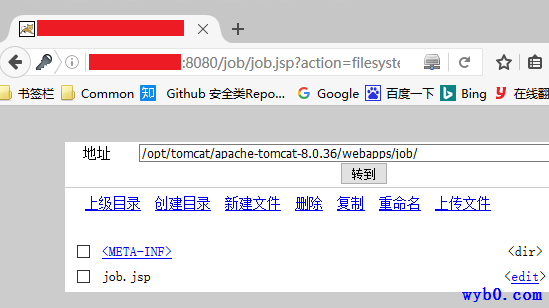 :8080/job/job.jsp?action=filesyste
书签栏 Common 知 Github 安全类Repo... Google 百度一下 Bing 在线翻
地址 /opt/tomcat/apache-tomcat-8.0.36/webapps/job/
转到
上级目录 创建目录 新建文件 删除 复制 重命名 上传文件
<META-INF> <dir>
job.jsp <edit>
wyb0.com